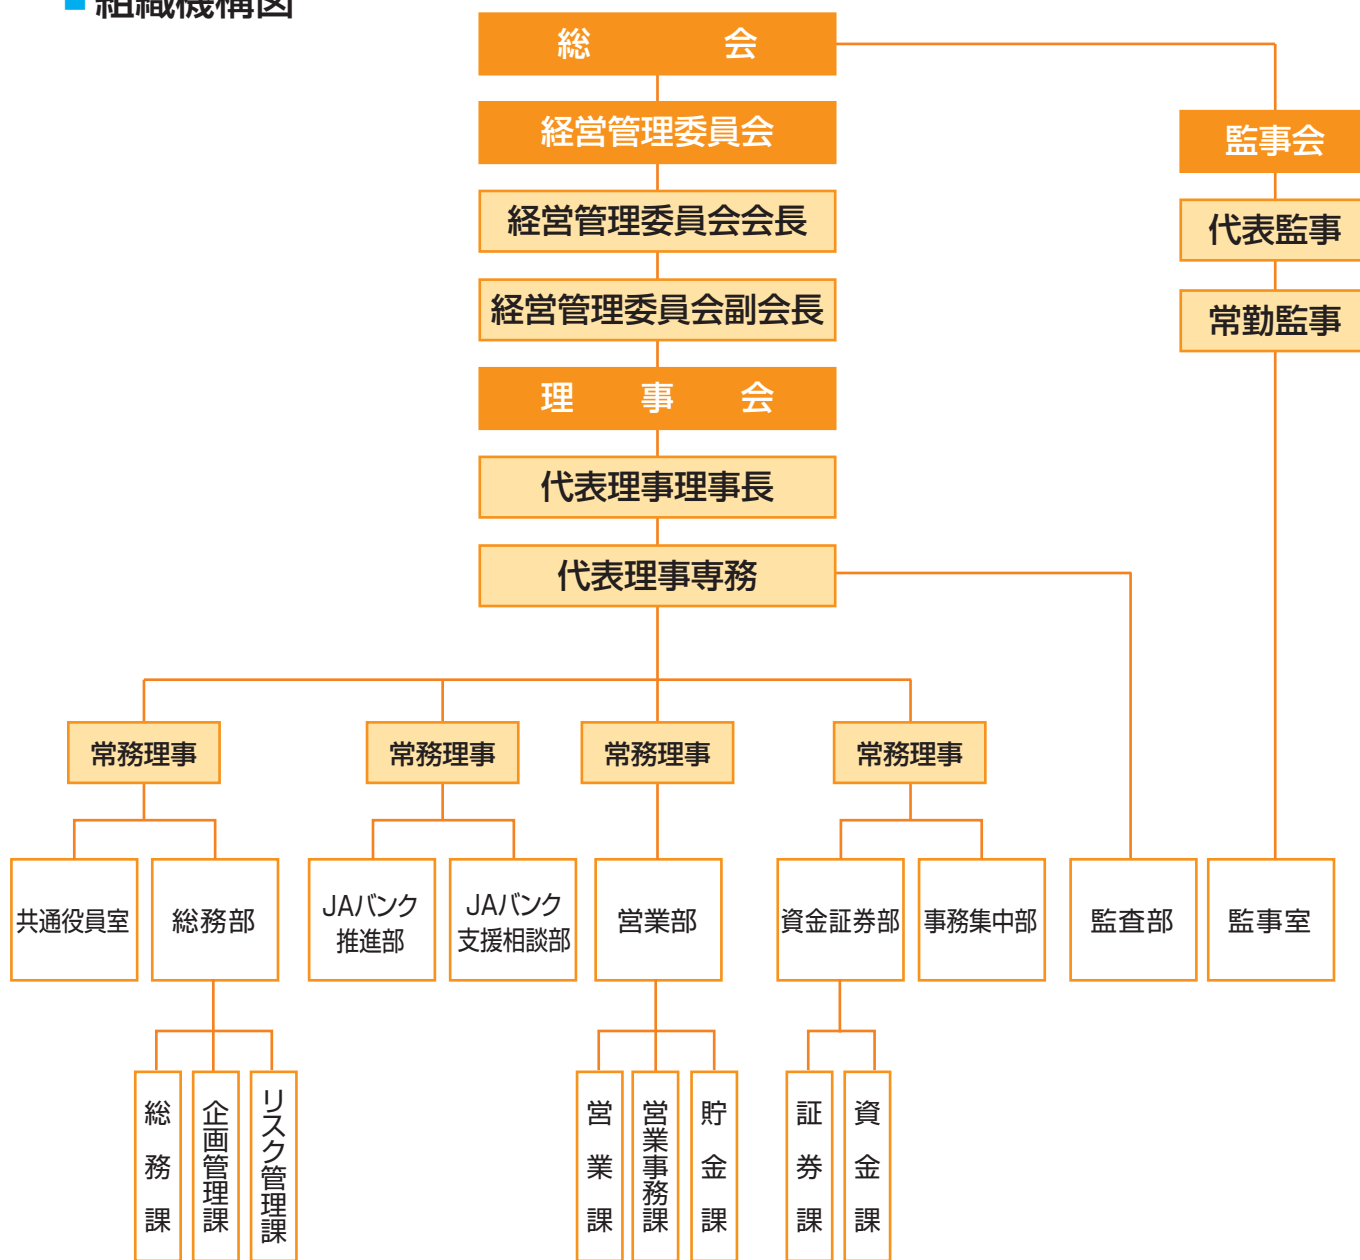 ■ 組織機構図
総会
経営管理委員会
監事会
経営管理委員会会長
代表監事
経営管理委員会副会長
常勤監事
理事会
代表理事理事長
代表理事専務
常務理事
常務理事
常務理事
常務理事
共通役員室
総務部
JAバンク
推進部
JAバンク
支援相談部
営業部
資金証券部
事務集中部
監査部
監事室
総務課
企画管理課
リスク管理課
営業課
営業事務課
貯金課
証券課
資金課